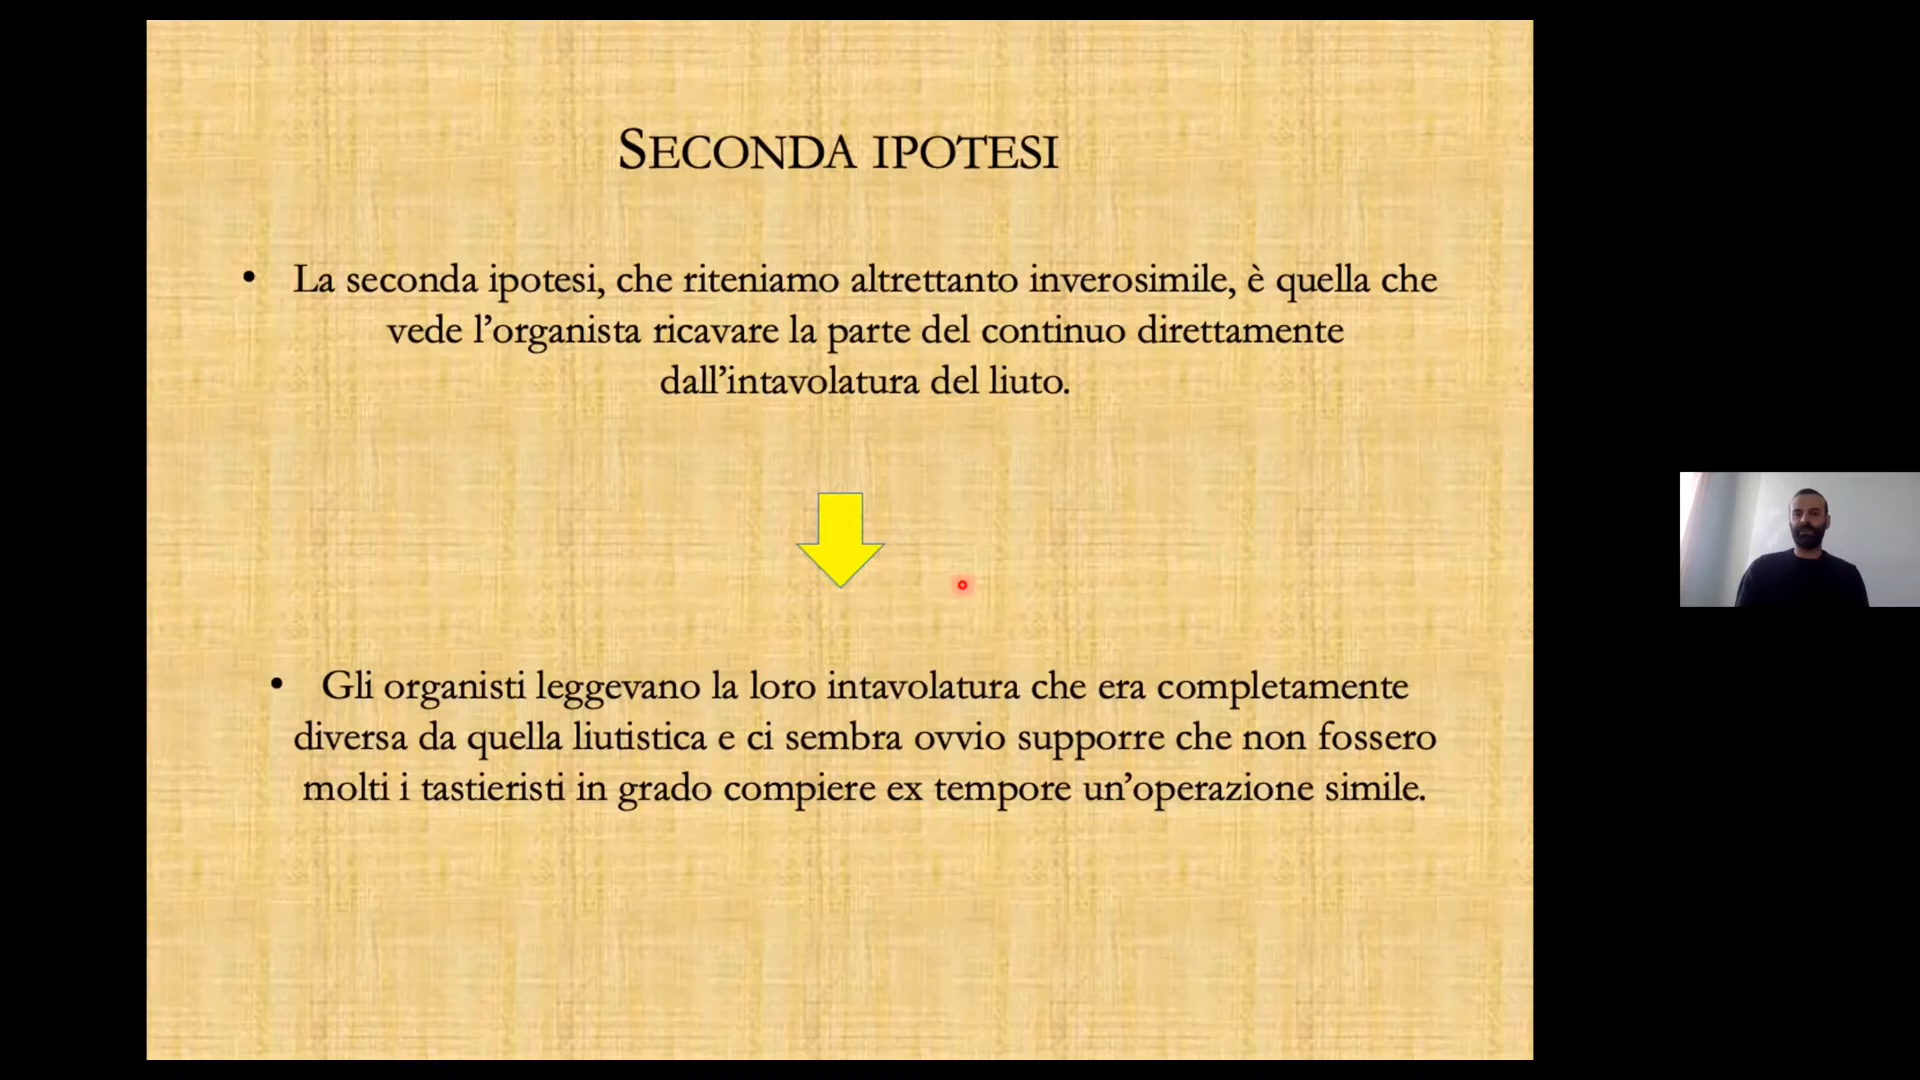 SECONDA IPOTESI
• La seconda ipotesi, che riteniamo altrettanto inverosimile, è quella che
vede l’organista ricavare la parte del continuo direttamente
dall’intavolatura del liuto.
• Gli organisti leggevano la loro intavolatura che era completamente
diversa da quella liutistica e ci sembra ovvio supporre che non fossero
molti i tastieristi in grado compiere ex tempore un’operazione simile.